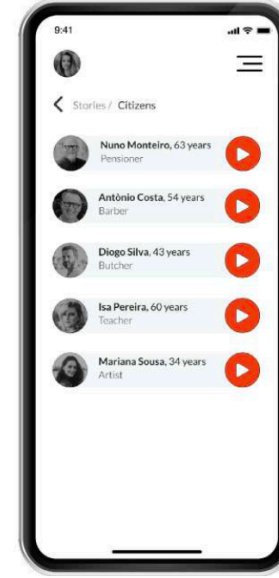 9:41
Stories / Citizens
Nuno Monteiro, 63 years
Pensioner
António Costa, 54 years
Barber
Diogo Silva, 43 years
Butcher
Isa Pereira, 60 years
Teacher
Mariana Sousa, 34 years
Artist